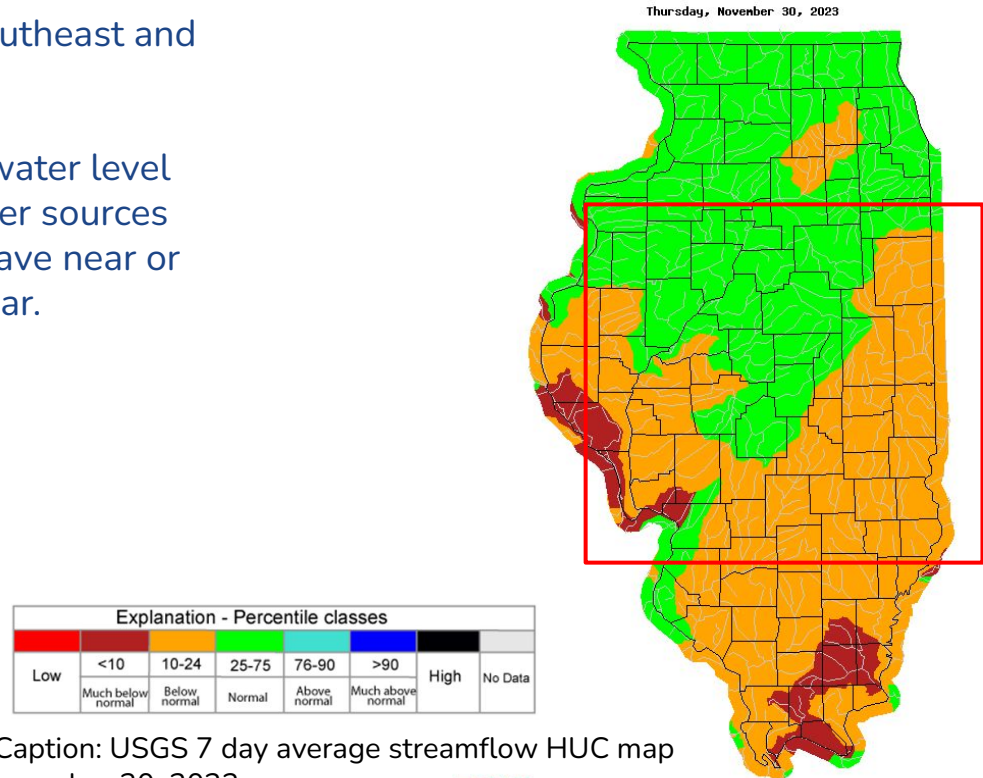 Thursday, November 30, 2023
utheast and
vater level
er sources
ave near or
ar.
Explanation - Percentile classes
Low
<10
10-24
25-75
76-90
>90
High
No Data
Much below normal
Below normal
Normal
Above normal
Much above normal
Caption: USGS 7 day average streamflow HUC map